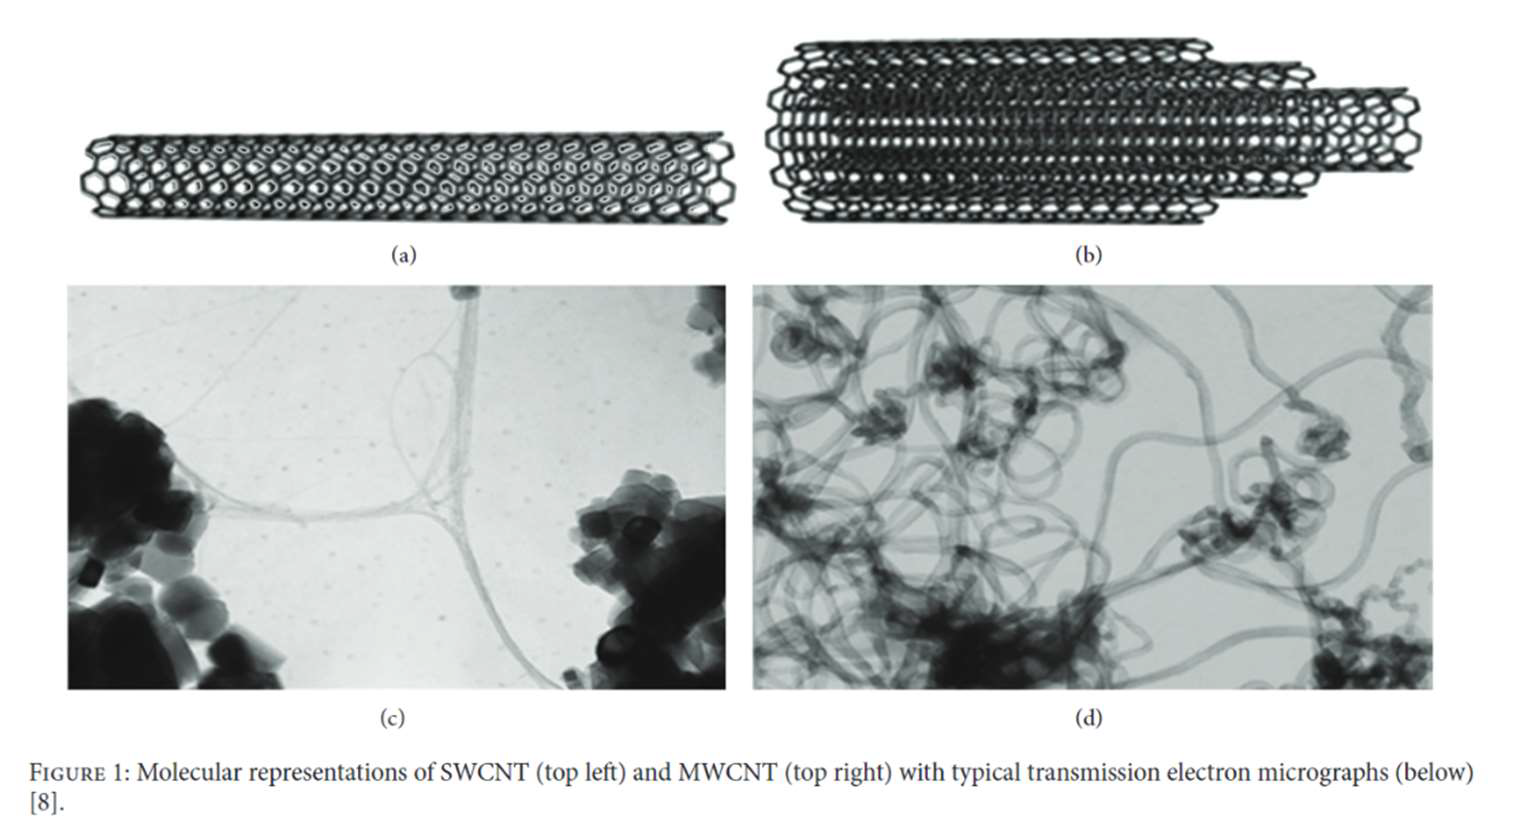 (a)
(b)
(c)
(d)
FIGURE 1: Molecular representations of SWCNT (top left) and MWCNT (top right) with typical transmission electron micrographs (below)
[8].